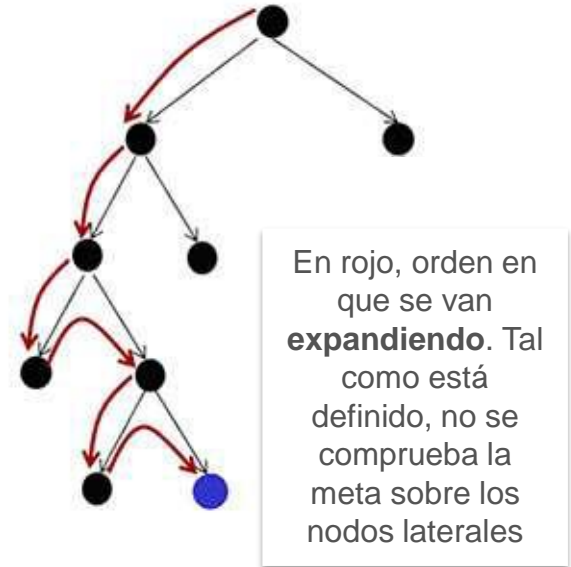 En rojo, orden en
que se van
expandiendo. Tal
como está
definido, no se
comprueba la
meta sobre los
nodos laterales